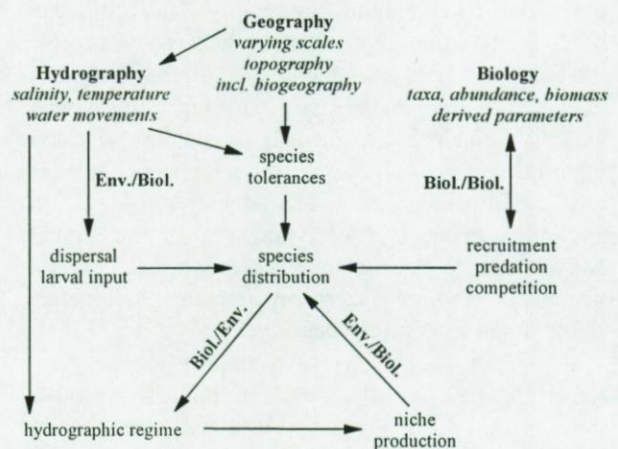 Geography
varying scales
topography
incl. biogeography
Hydrography
salinity, temperature
water movements
Biology
taxa, abundance, biomass
derived parameters
species
tolerances
Env./Biol.
Biol./Biol.
dispersal
larval input
species
distribution
recruitment
predation
competition
Biol./Env.
Env./Biol.
hydrographic regime
niche
production